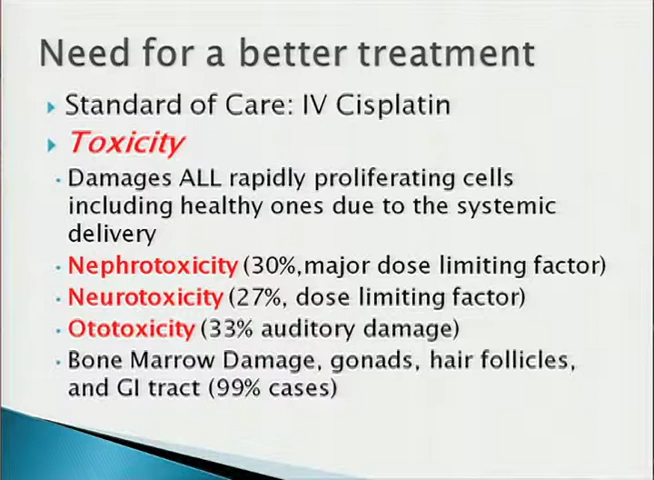 Need for a better treatment
Standard of Care: IV Cisplatin
Toxicity
Damages ALL rapidly proliferating cells
including healthy ones due to the systemic
delivery
Nephrotoxicity (30%,major dose limiting factor)
Neurotoxicity (27%, dose limiting factor)
Ototoxicity (33% auditory damage)
Bone Marrow Damage, gonads, hair follicles,
and GI tract (99% cases)